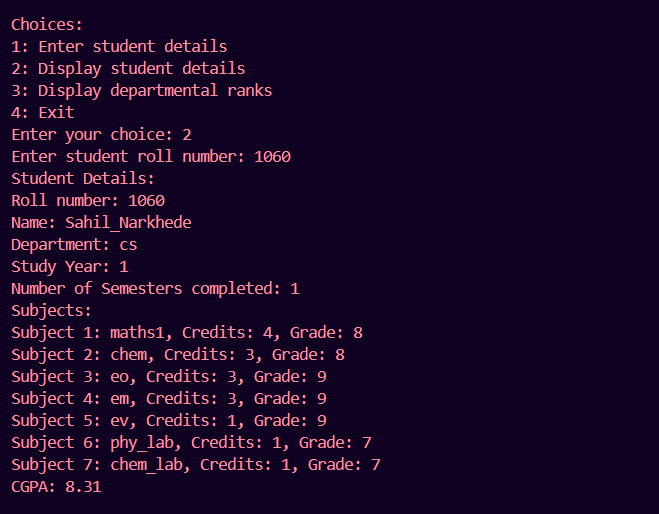 Choices:
1: Enter student details
2: Display student details
3: Display departmental ranks
4: Exit
Enter your choice: 2
Enter student roll number: 1060
Student Details:
Roll number: 1060
Name: Sahil_Narkhede
Department: cs
Study Year: 1
Number of Semesters completed: 1
Subjects:
Subject 1: maths1, Credits: 4, Grade: 8
Subject 2: chem, Credits: 3, Grade: 8
Subject 3: eo, Credits: 3, Grade: 9
Subject 4: em, Credits: 3, Grade: 9
Subject 5: ev, Credits: 1, Grade: 9
Subject 6: phy_lab, Credits: 1, Grade: 7
Subject 7: chem_lab, Credits: 1, Grade: 7
CGPA: 8.31